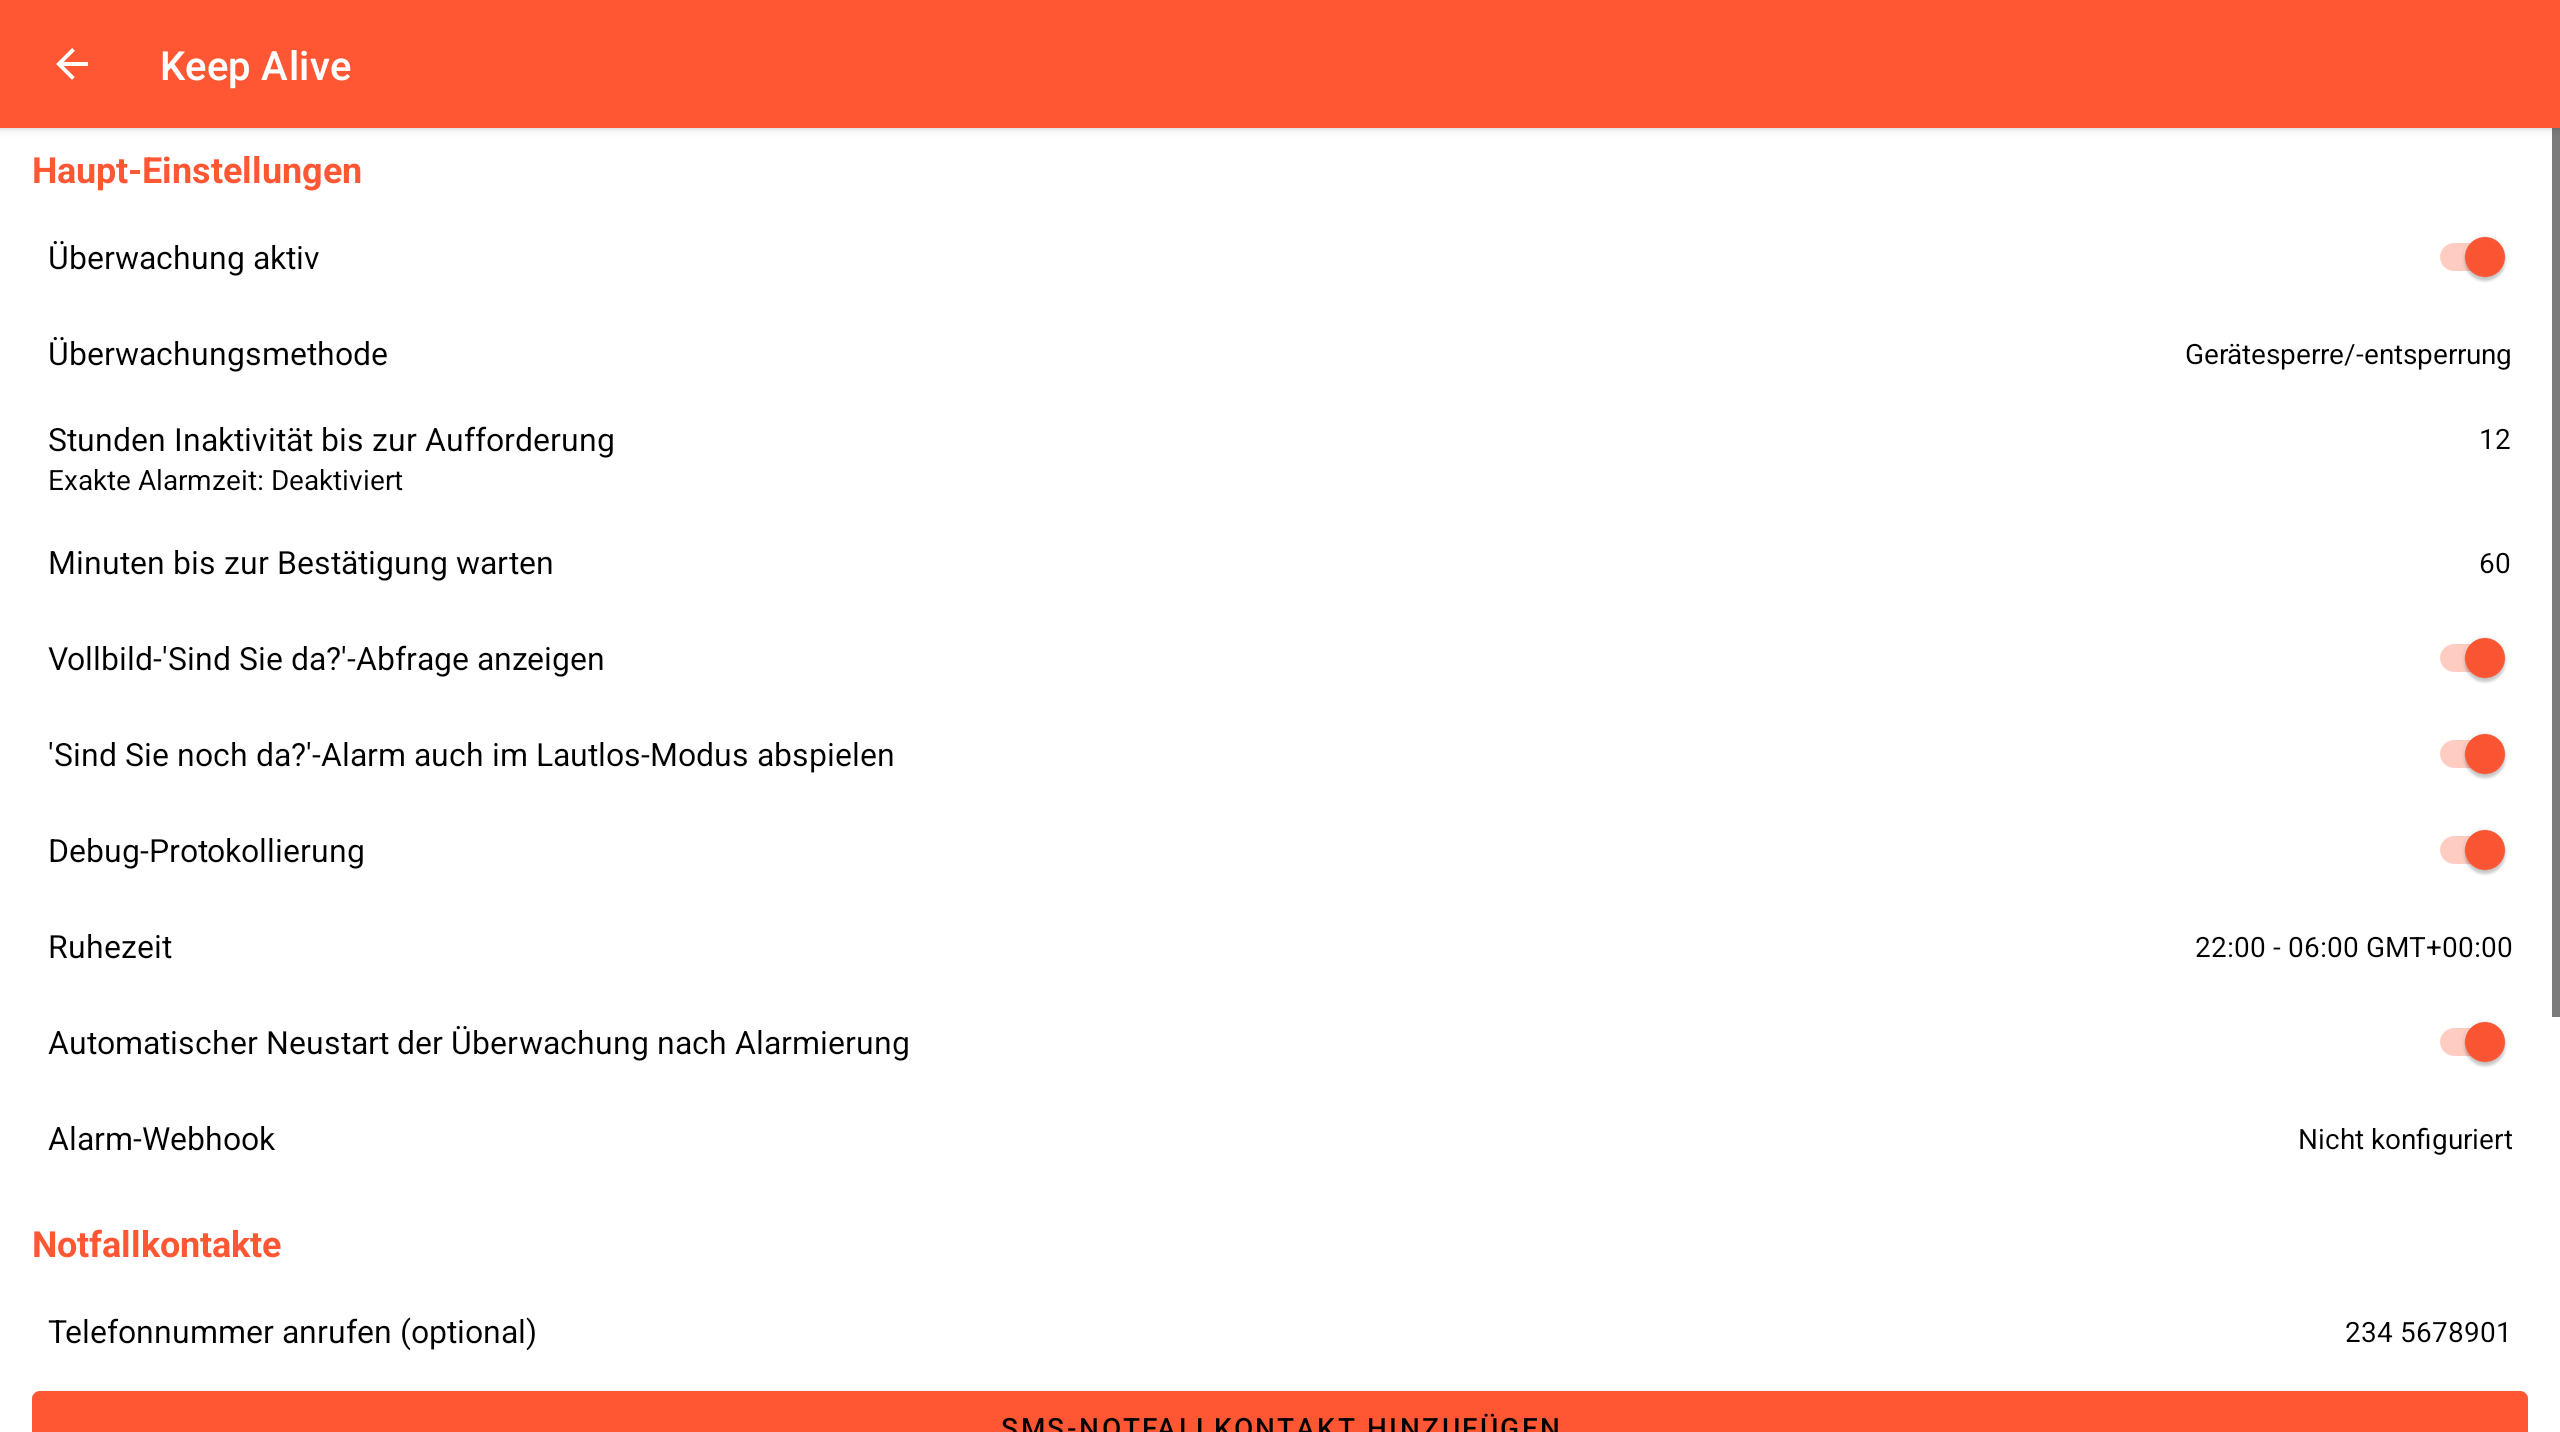 Keep Alive
Haupt-Einstellungen
Überwachung aktiv
Überwachungsmethode Gerätesperre/-entsperrung
Stunden Inaktivität bis zur Aufforderung 12
Exakte Alarmzeit: Deaktiviert
Minuten bis zur Bestätigung warten 60
Vollbild-'Sind Sie da?'-Abfrage anzeigen
'Sind Sie noch da?'-Alarm auch im Lautlos-Modus abspielen
Debug-Protokollierung
Ruhezeit 22:00 - 06:00 GMT+00:00
Automatischer Neustart der Überwachung nach Alarmierung
Alarm-Webhook Nicht konfiguriert
Notfallkontakte
Telefonnummer anrufen (optional) 234 5678901
SMS-NOTFALLKONTAKT HINZUFÜGEN